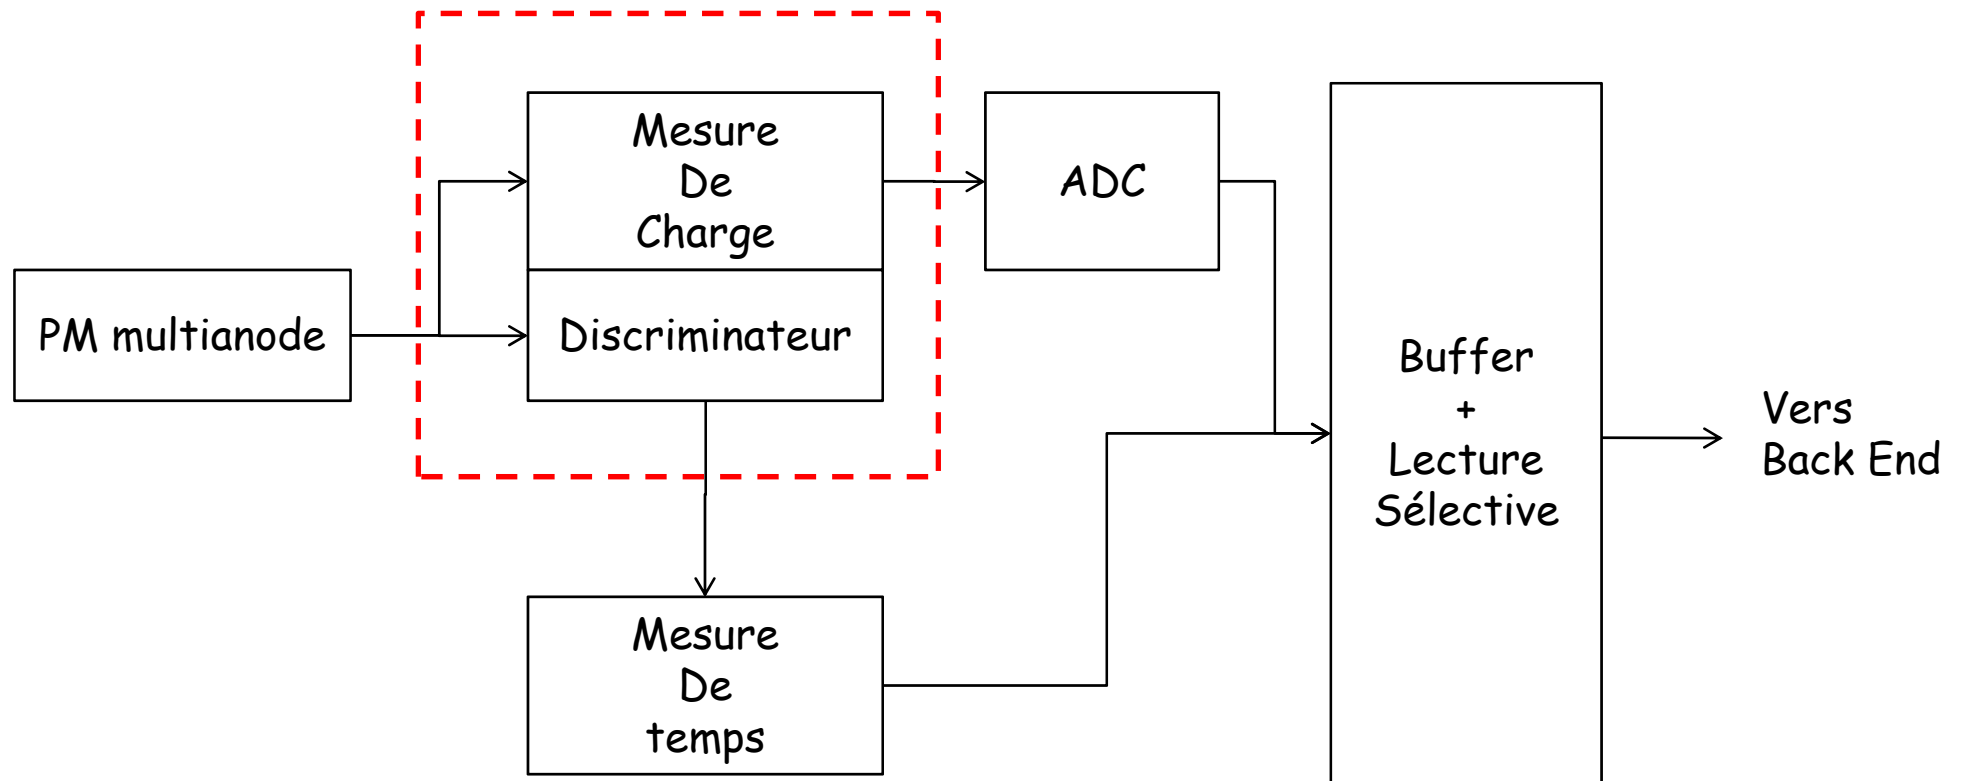 Mesure
De
Charge
ADC
PM multianode
Discriminateur
Buffer
+
Lecture
Sélective
Vers
Back End
Mesure
De
temps